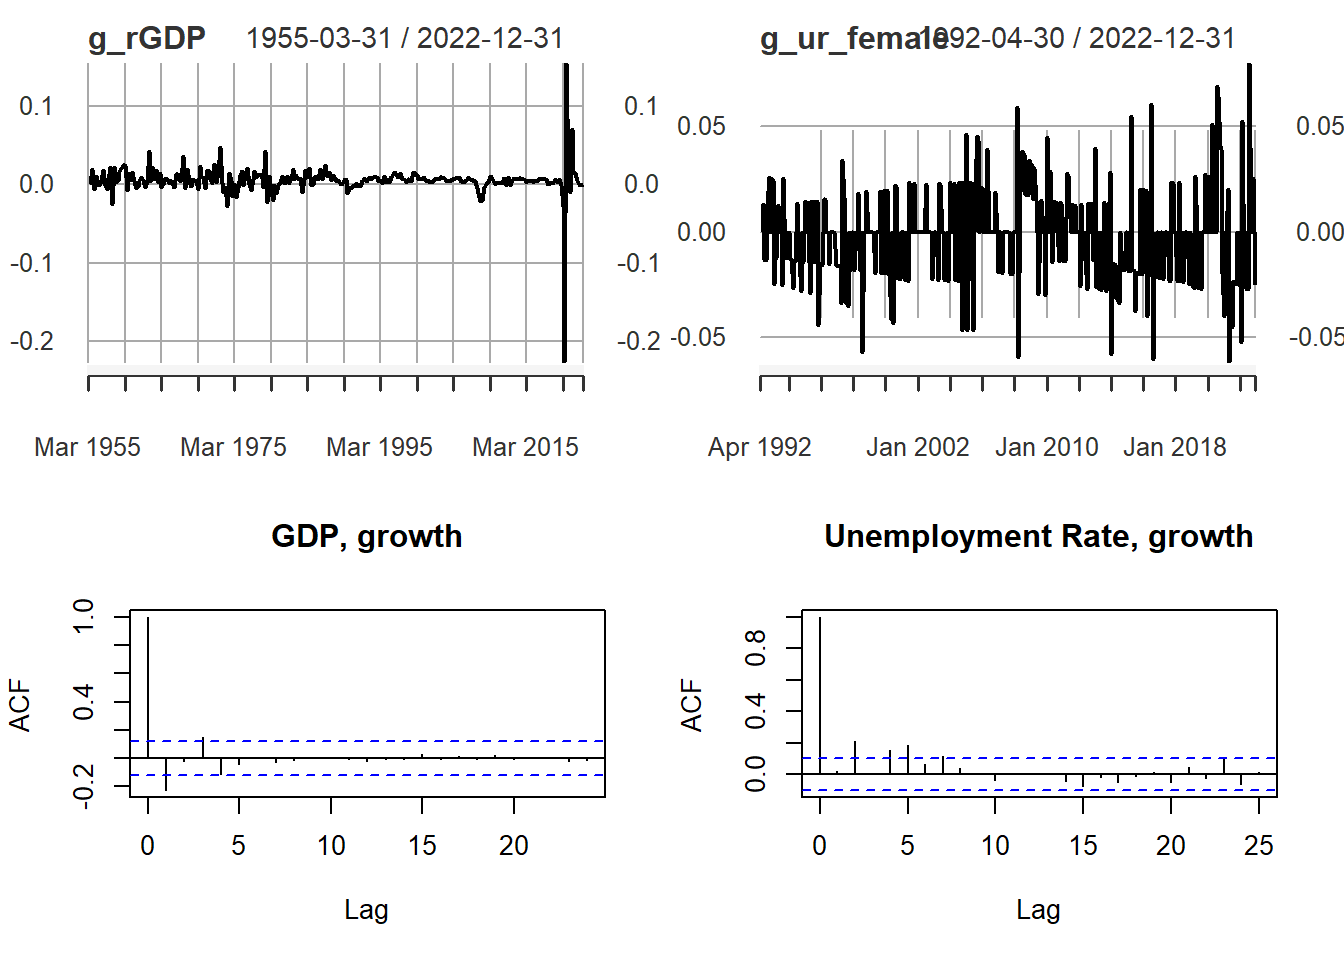 g_rGDP 1955-03-31 / 2022-12-31
0.1 0.1
0.0 0.0
-0.1 -0.1
-0.2 -0.2
Mar 1955 Mar 1975 Mar 1995 Mar 2015
g_ur_female 1992-04-30 / 2022-12-31
0.05 0.05
0.00 0.00
-0.05 -0.05
Apr 1992 Jan 2002 Jan 2010 Jan 2018
GDP, growth
ACF
1.0
0.4
-0.2
0 5 10 15 20
Lag
Unemployment Rate, growth
ACF
0.8
0.4
0.0
0 5 10 15 20 25
Lag